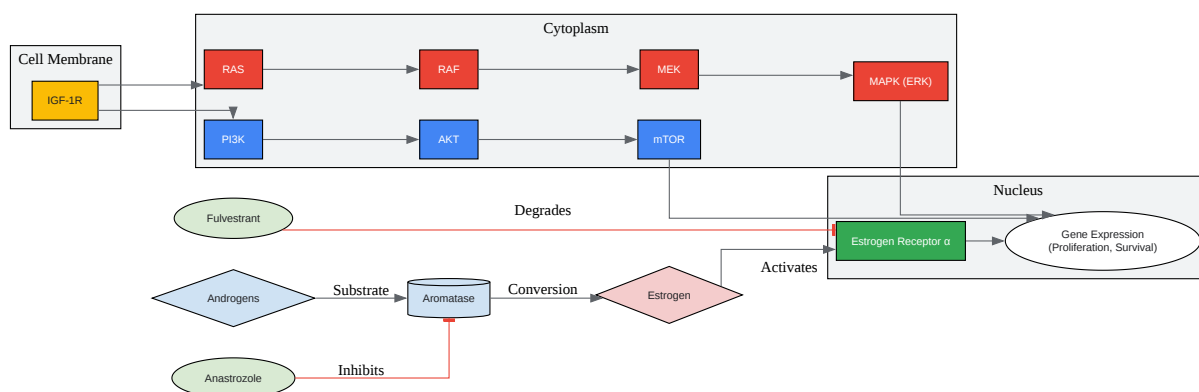 Cytoplasm
Cell Membrane
IGF-1R
RAS
RAF
MEK
MAPK (ERK)
PI3K
AKT
mTOR
Nucleus
Fulvestrant
Degrades
Estrogen Receptor α
Gene Expression
(Proliferation, Survival)
Activates
Androgens
Substrate
Aromatase
Conversion
Estrogen
Anastrozole
Inhibits